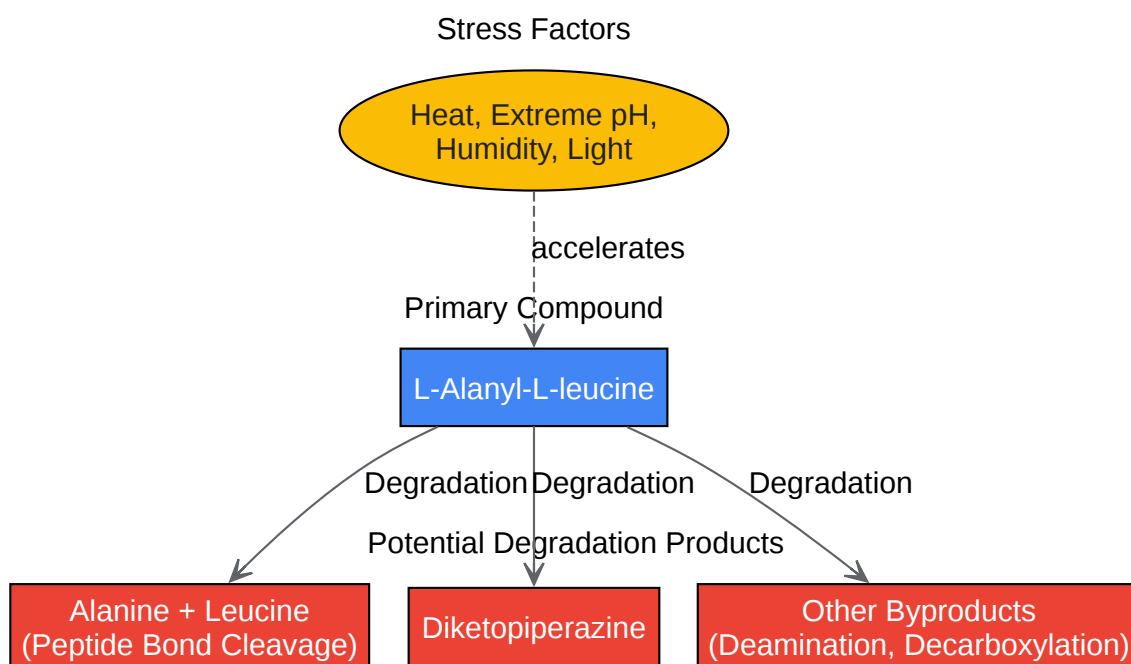 Stress Factors
Heat, Extreme pH,
Humidity, Light
accelerates
Primary Compound
L-Alanyl-L-leucine
Degradation
Degradation
Degradation
Potential Degradation Products
Alanine + Leucine
(Peptide Bond Cleavage)
Diketopiperazine
Other Byproducts
(Deamination, Decarboxylation)